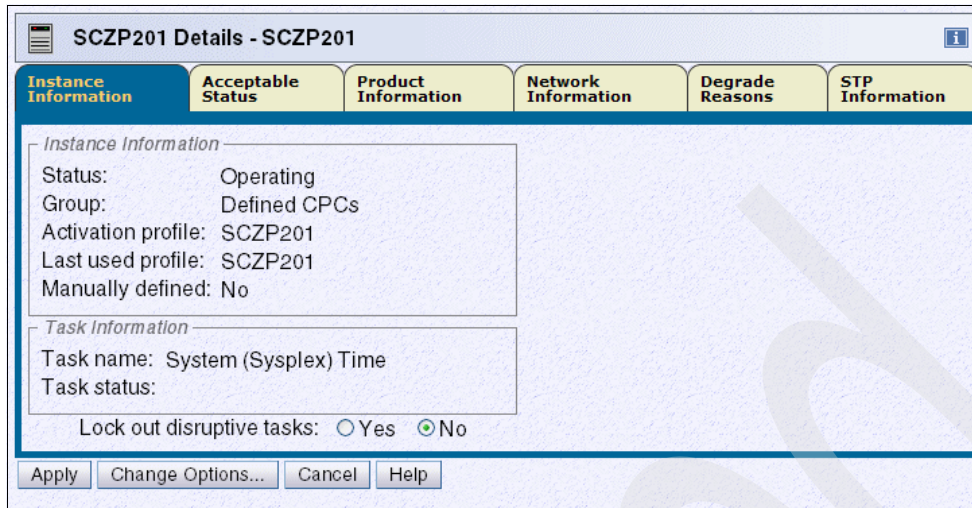 SCZP201 Details - SCZP201
Instance Information
Acceptable Status
Product Information
Network Information
Degrade Reasons
STP Information
Instance Information
Status: Operating
Group: Defined CPCs
Activation profile: SCZP201
Last used profile: SCZP201
Manually defined: No
Task Information
Task name: System (Sysplex) Time
Task status:
Lock out disruptive tasks: Yes No
Apply Change Options... Cancel Help